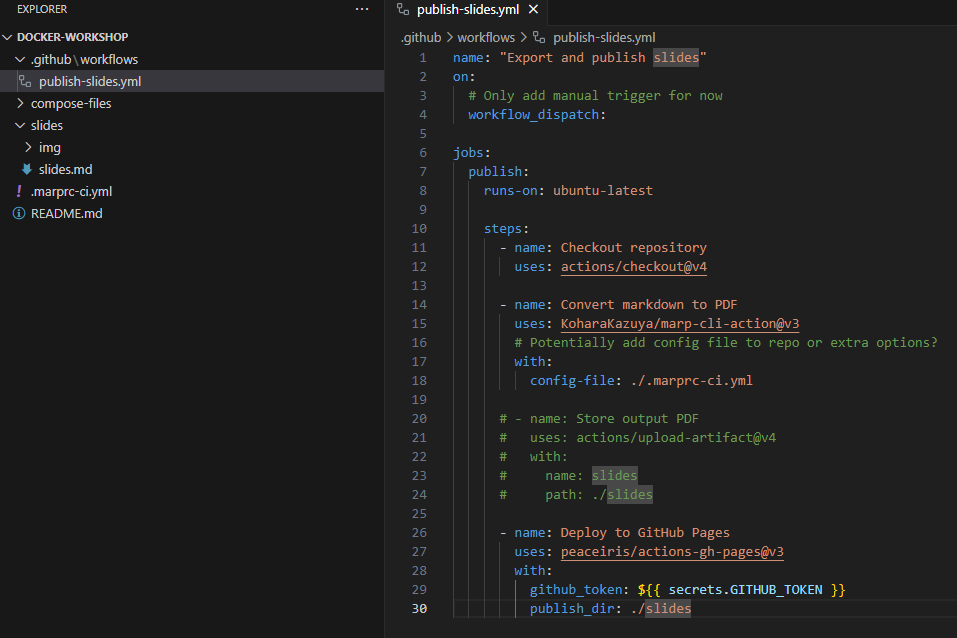 EXPLORER
···
DOCKER-WORKSHOP
.github\workflows
publish-slides.yml
compose-files
slides
img
slides.md
! .marprc-ci.yml
README.md
publish-slides.yml ×
.github > workflows > publish-slides.yml
1 name: "Export and publish slides"
2 on:
3   # Only add manual trigger for now
4   workflow_dispatch:
5
6 jobs:
7   publish:
8     runs-on: ubuntu-latest
9
10     steps:
11       - name: Checkout repository
12         uses: actions/checkout@v4
13
14       - name: Convert markdown to PDF
15         uses: KoharaKazuya/marp-cli-action@v3
16         # Potentially add config file to repo or extra options?
17         with:
18           config-file: ./.marprc-ci.yml
19
20       # - name: Store output PDF
21       #   uses: actions/upload-artifact@v4
22       #   with:
23       #     name: slides
24       #     path: ./slides
25
26       - name: Deploy to GitHub Pages
27         uses: peaceiris/actions-gh-pages@v3
28         with:
29           github_token: ${{ secrets.GITHUB_TOKEN }}
30           publish_dir: ./slides